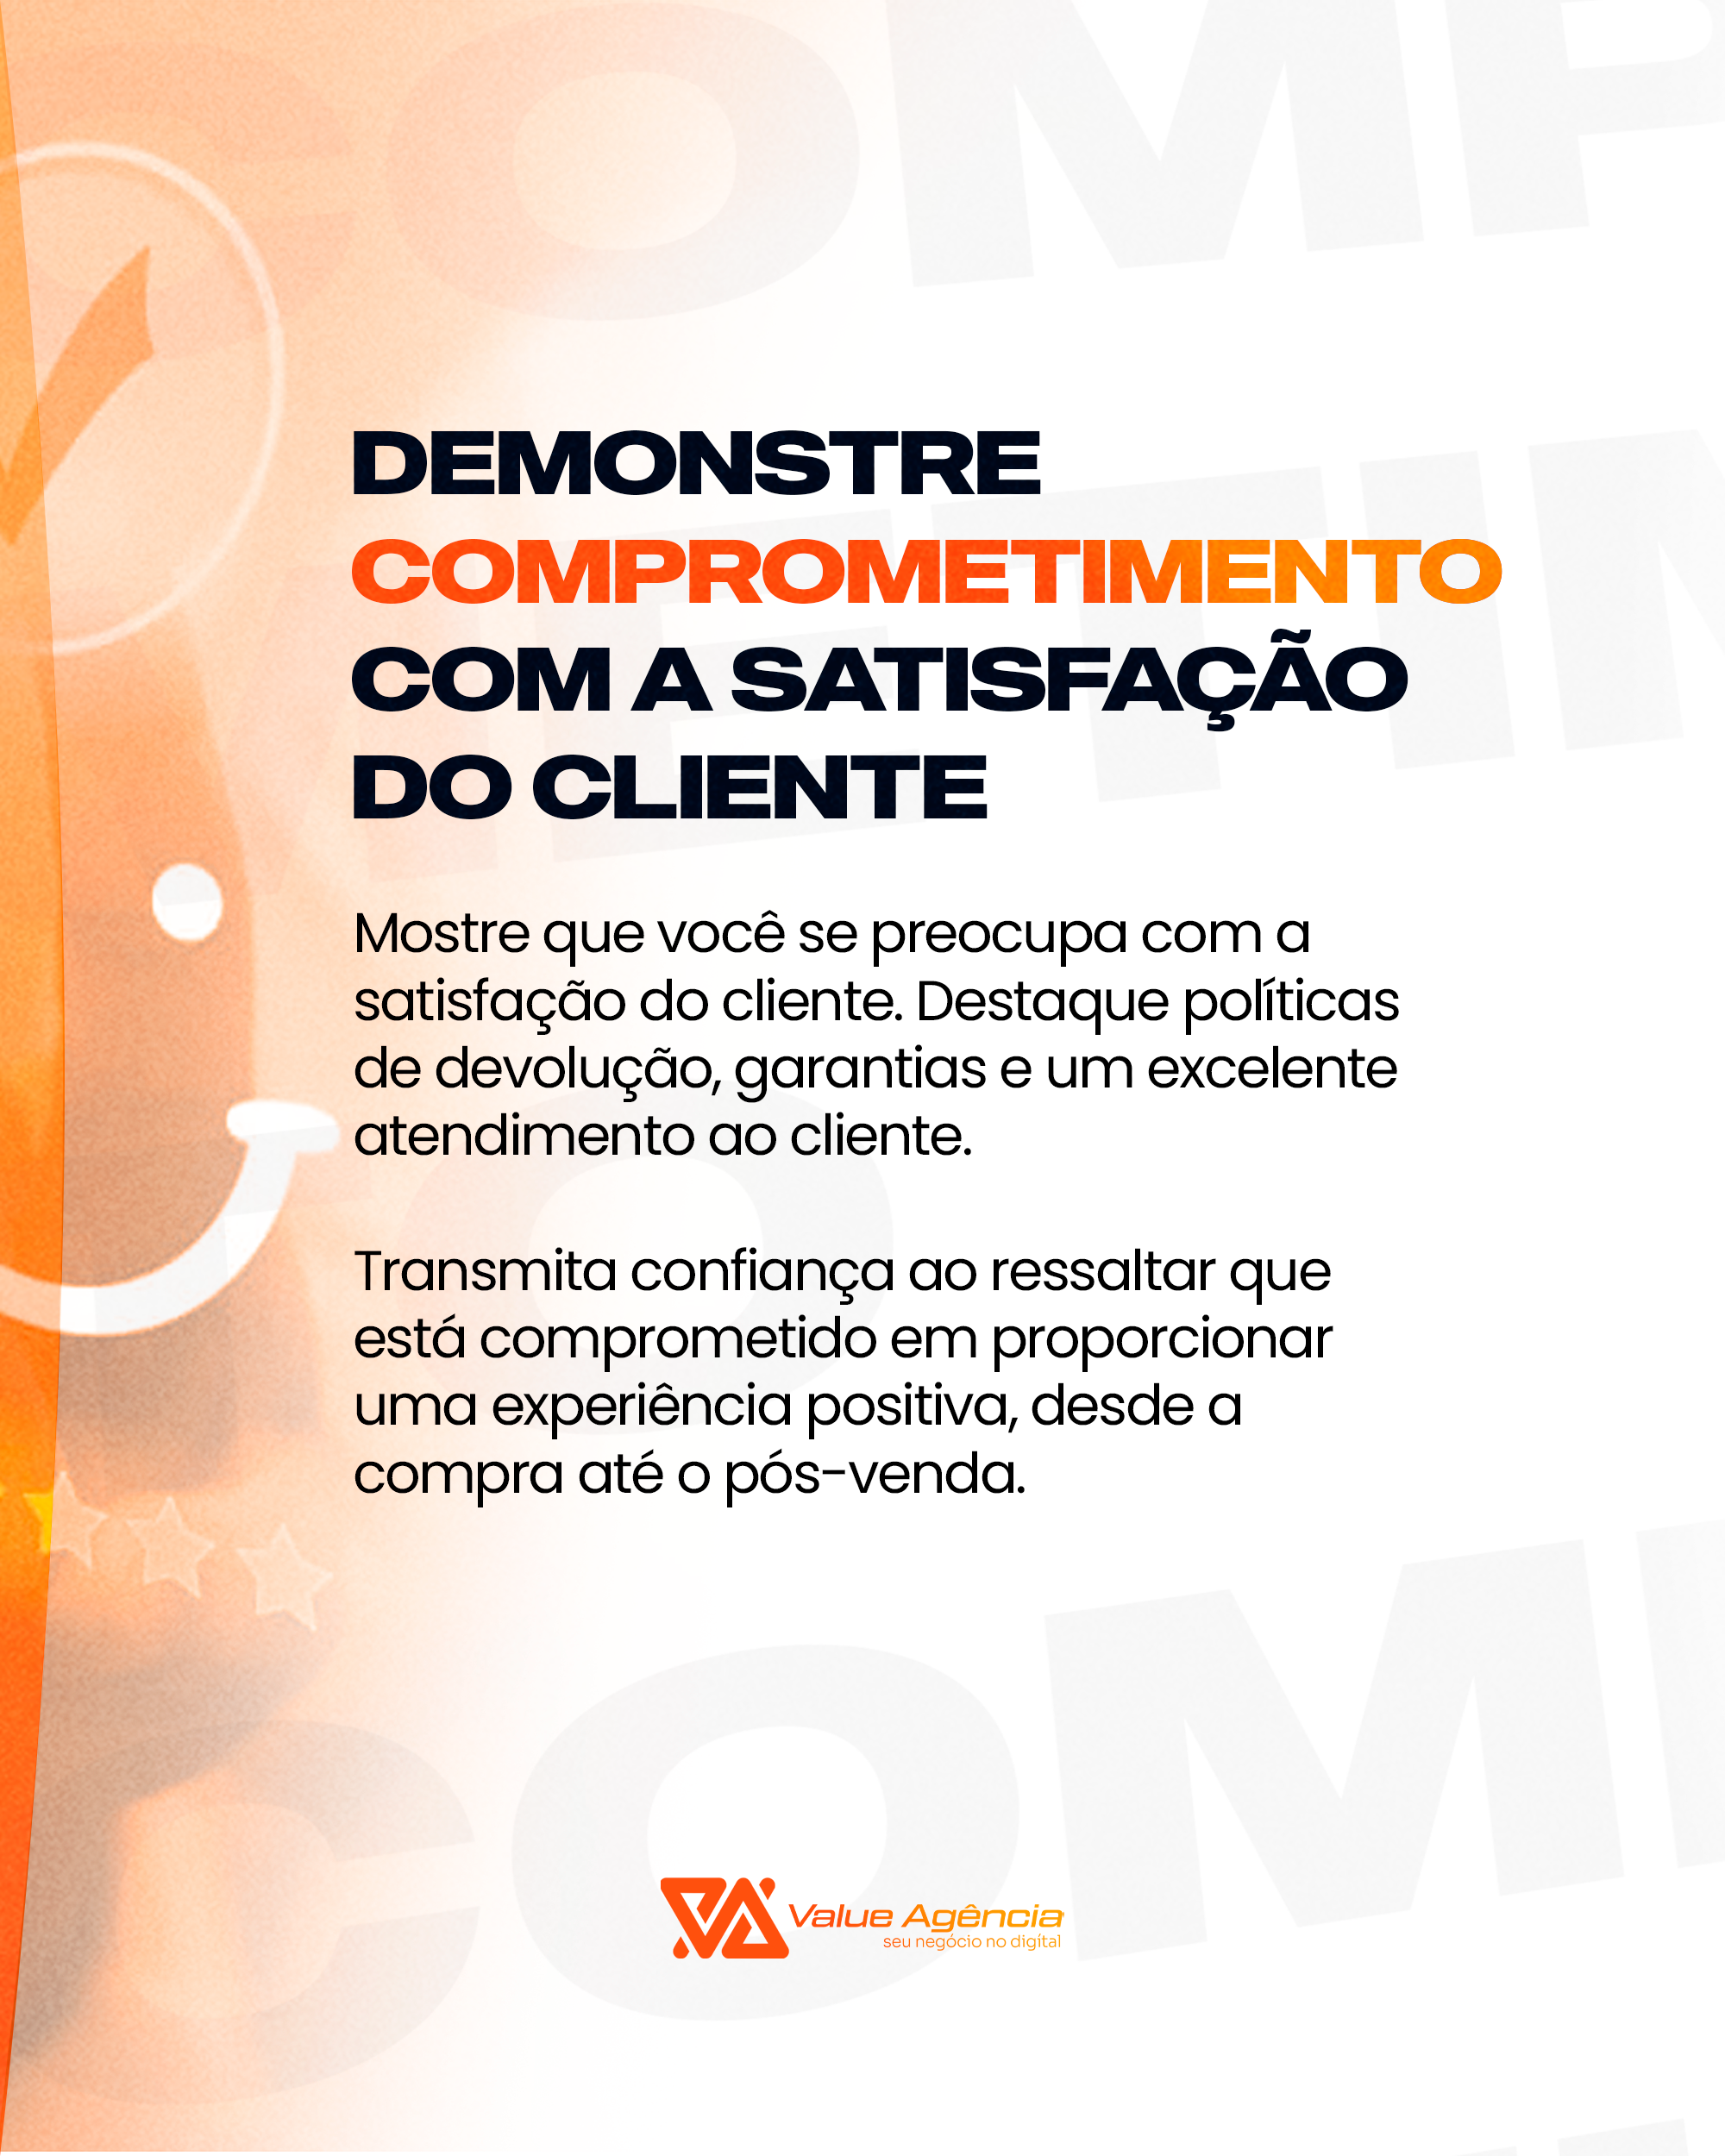 DEMONSTRE
COMPROMETIMENTO
COM A SATISFAÇÃO
DO CLIENTE
Mostre que você se preocupa com a
satisfação do cliente. Destaque políticas
de devolução, garantias e um excelente
atendimento ao cliente.
Transmita confiança ao ressaltar que
está comprometido em proporcionar
uma experiência positiva, desde a
compra até o pós-venda.
Value Agência
seu negócio no digital